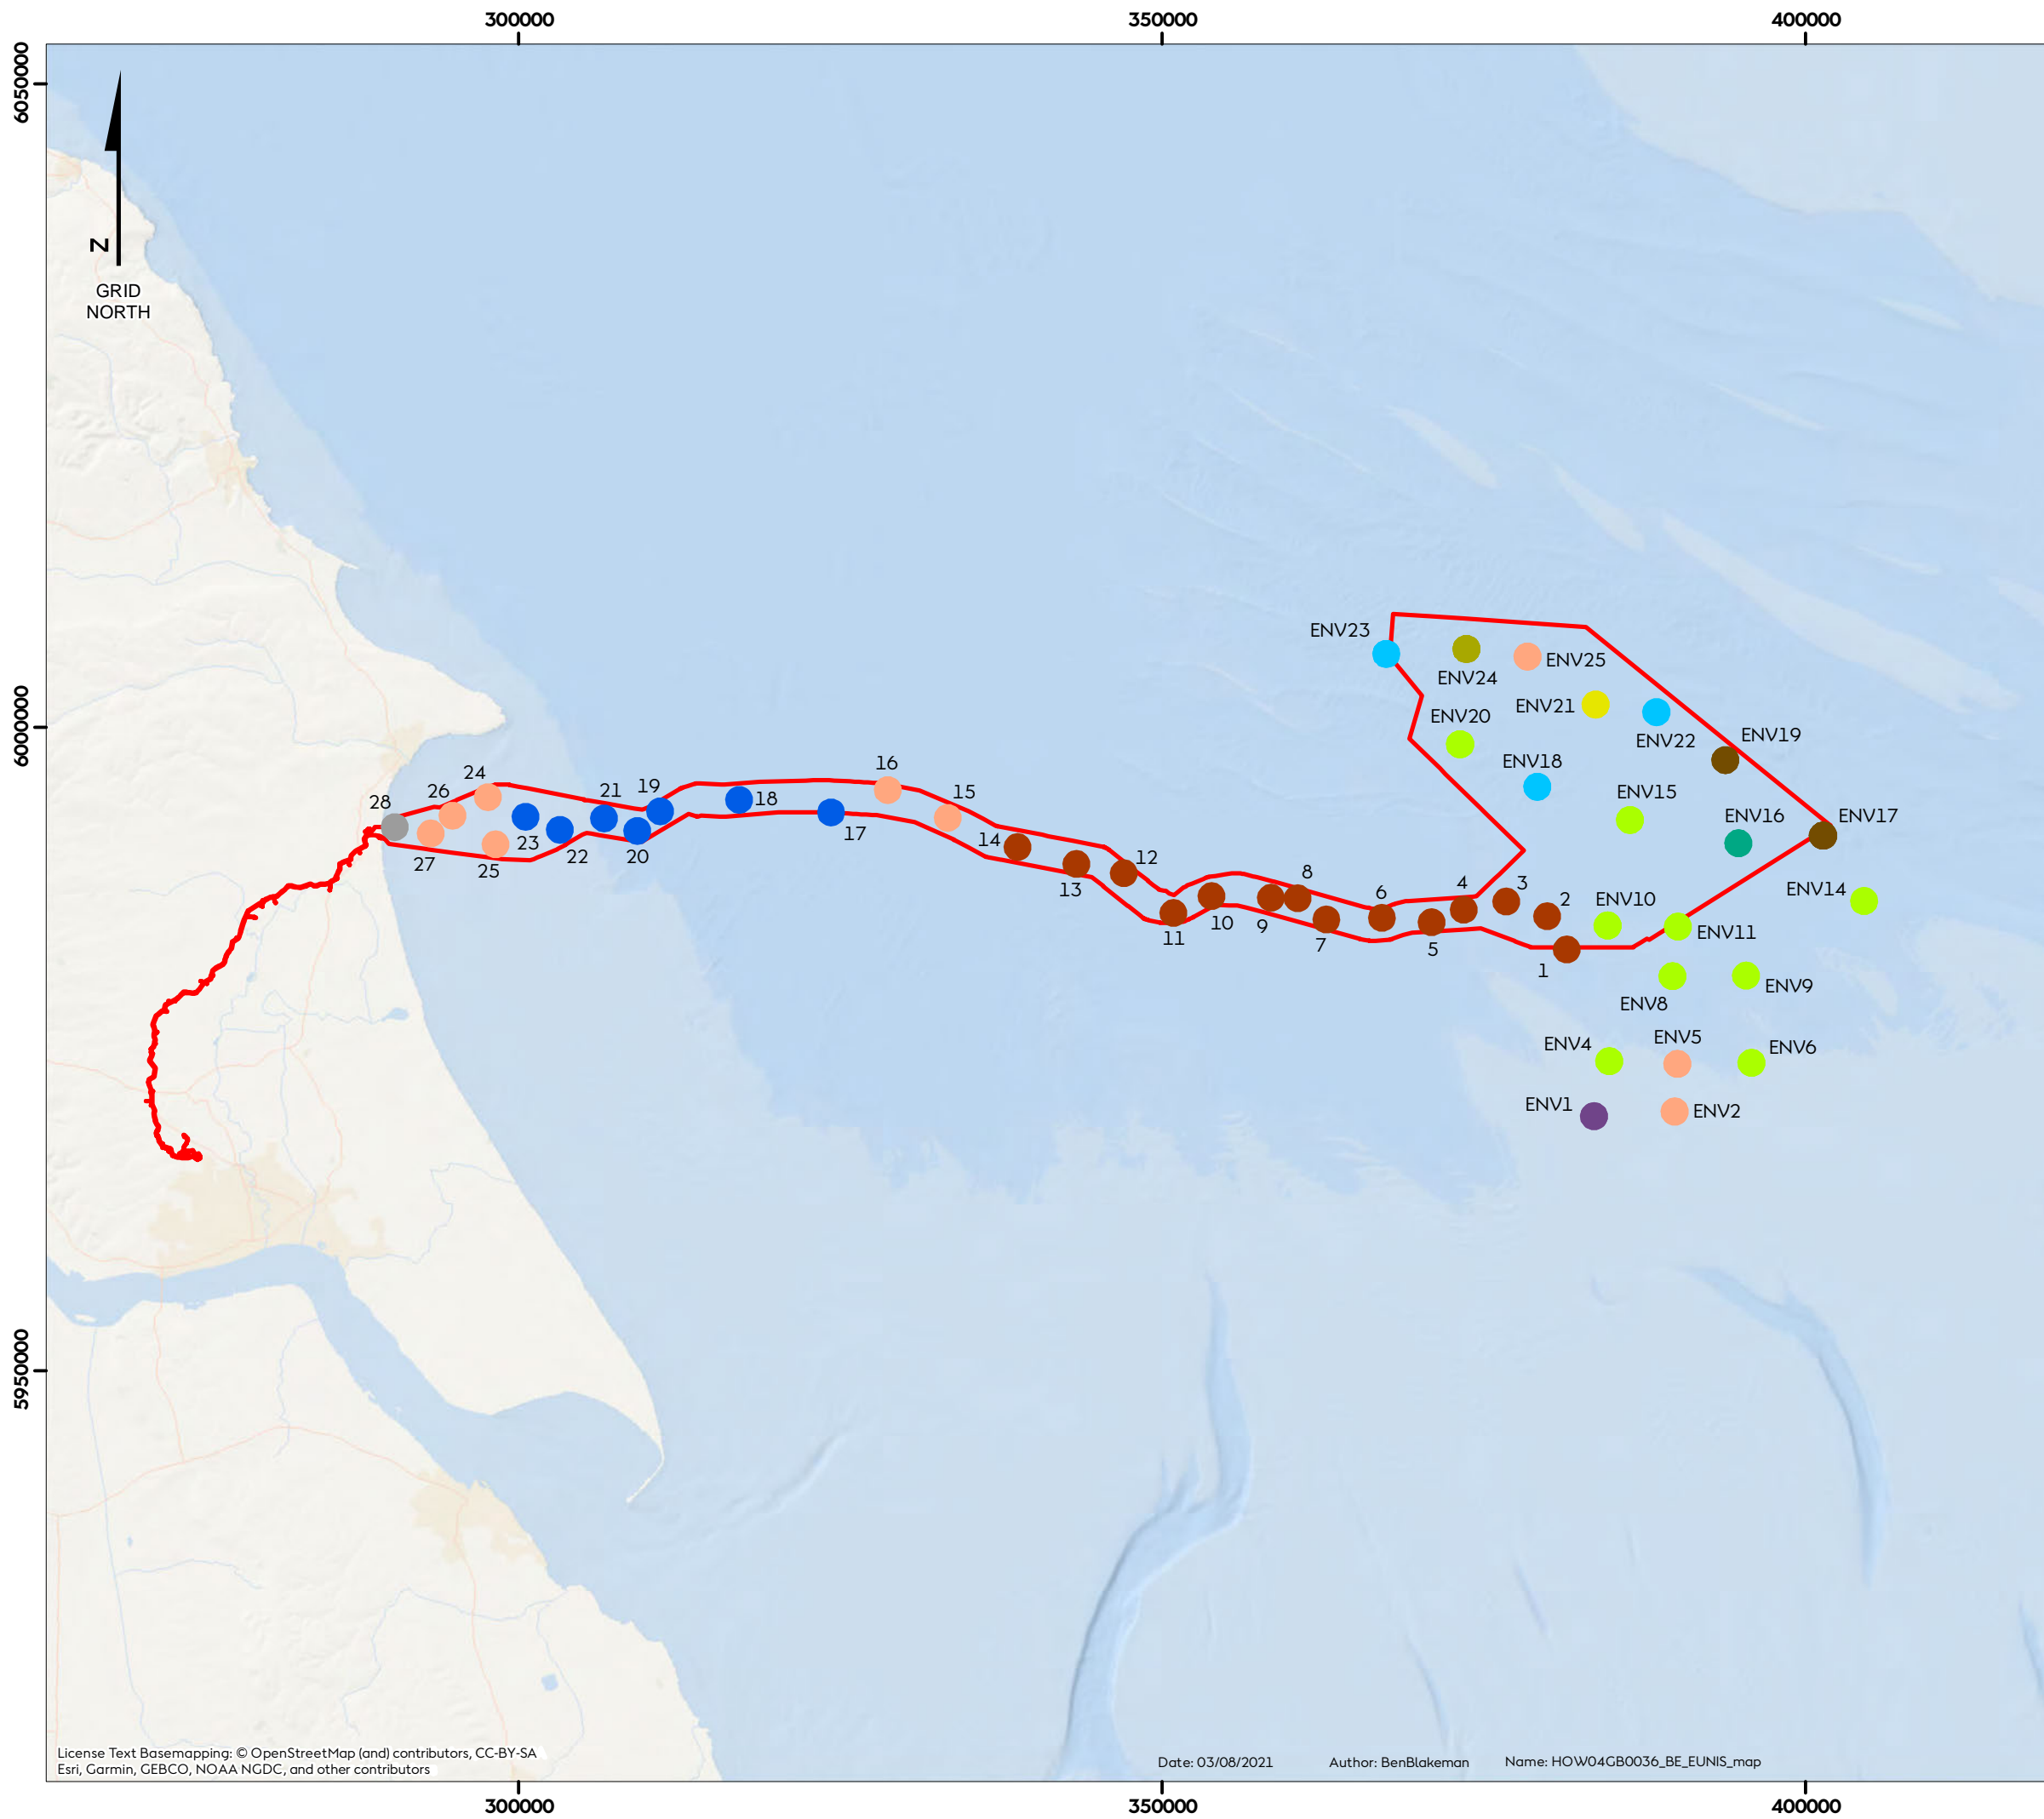 300000
350000
400000
6050000
N
GRID
NORTH
ENV23
ENV24
ENV25
ENV21
ENV20
ENV22
ENV19
ENV18
16
24
26
21
19
28
18
15
ENV15
ENV17
ENV16
17
23
14
20
22
27
25
12
13
8
6
4
3
2
ENV14
ENV10
10
9
11
7
5
1
ENV11
ENV8
ENV9
ENV4
ENV5
ENV6
ENV1
ENV2
6000000
5950000
License Text Basemapping: © OpenStreetMap (and) contributors, CC-BY-SA
Esri, Garmin, GEBCO, NOAA NGDC, and other contributors
Date: 03/08/2021 Author: BenBlakeman Name: HOW04GB0036_BE_EUNIS_map
300000
350000
400000